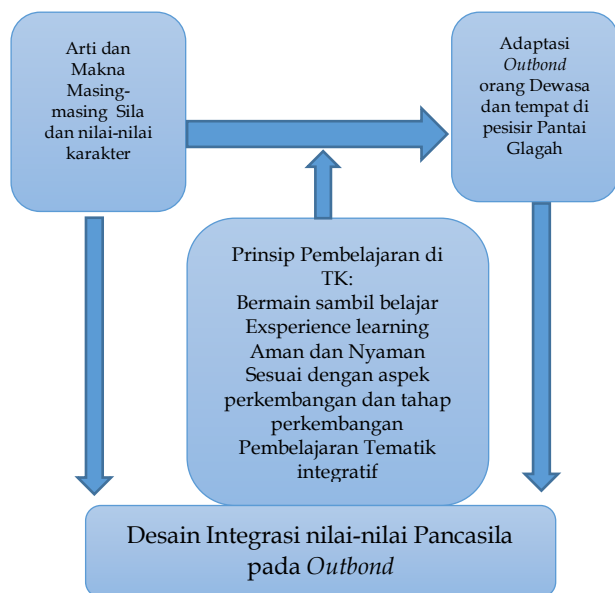 Arti dan
Makna
Masing-
masing Sila
dan nilai-nilai
karakter
Adaptasi
Outbond
orang Dewasa
dan tempat di
pesisir Pantai
Glagah
Prinsip Pembelajaran di
TK:
Bermain sambil belajar
Exsperience learning
Aman dan Nyaman
Sesuai dengan aspek
perkembangan dan tahap
perkembangan
Pembelajaran Tematik
integratif
Desain Integrasi nilai-nilai Pancasila
pada Outbond